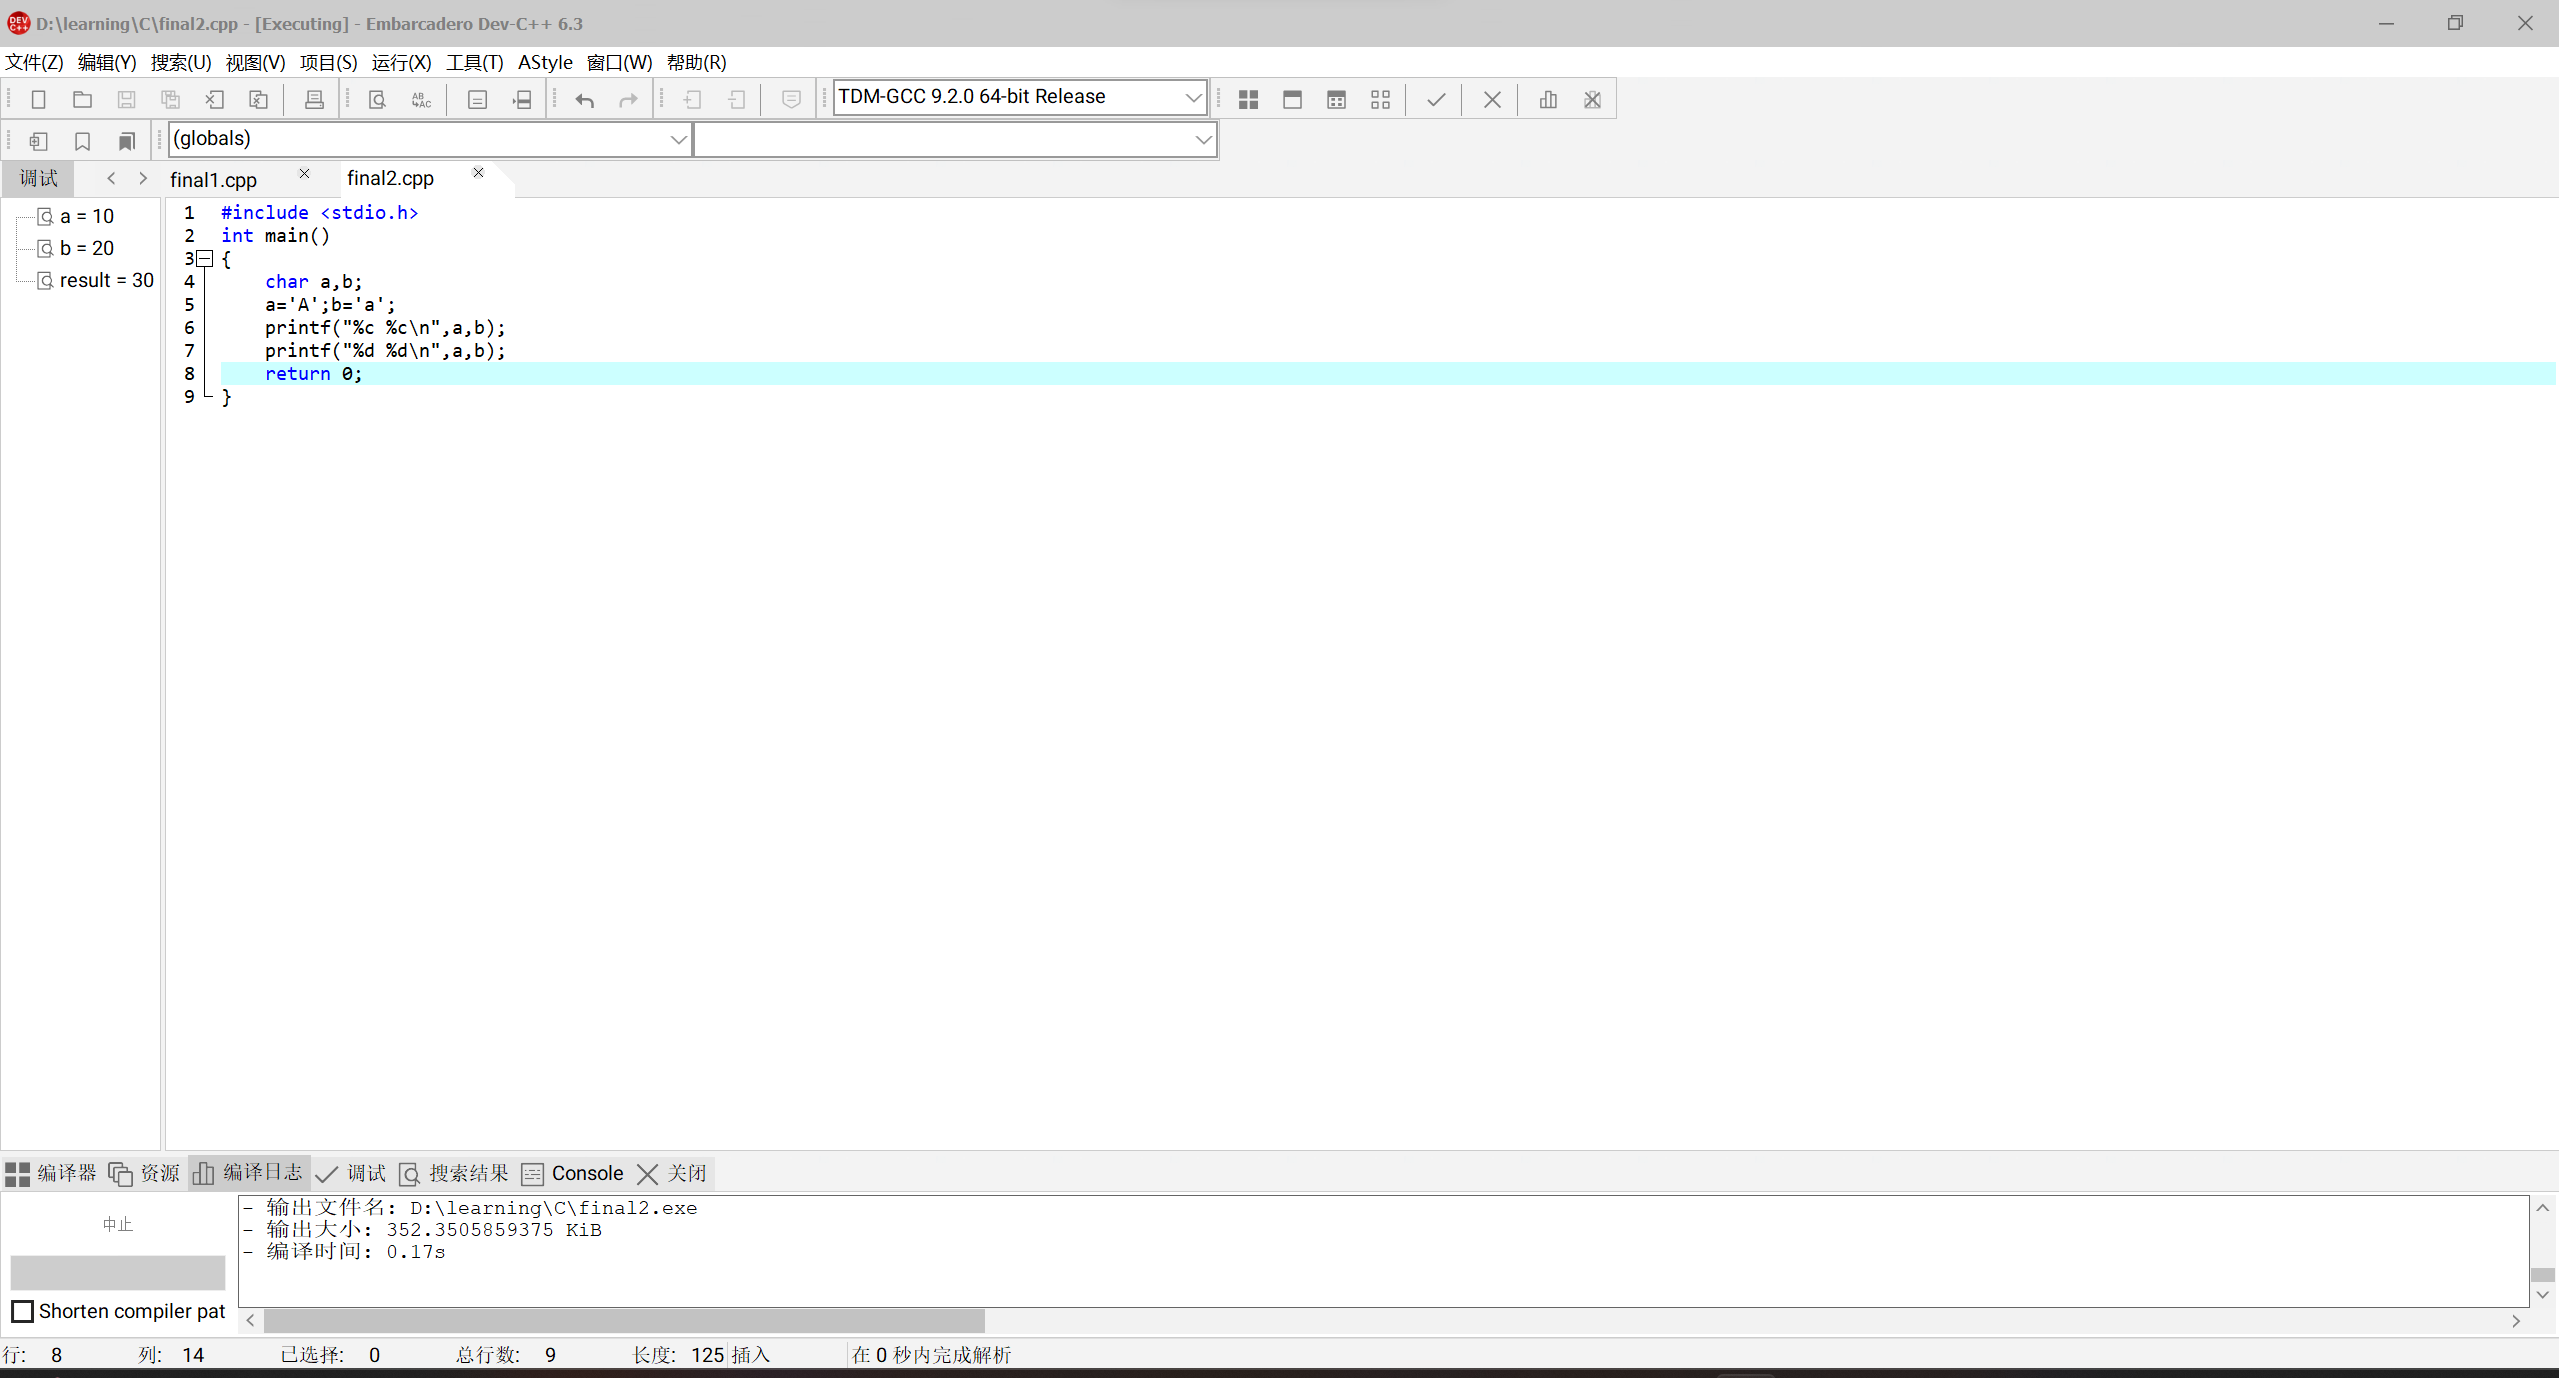 D:\learning\C\final2.cpp - [Executing] - Embarcadero Dev-C++ 6.3
文件(Z) 编辑(Y) 搜索(U) 视图(V) 项目(S) 运行(X) 工具(T) AStyle 窗口(W) 帮助(R)
TDM-GCC 9.2.0 64-bit Release
(globals)
调试 final1.cpp final2.cpp
a = 10
b = 20
result = 30
1 #include <stdio.h>
2 int main()
3 {
4 char a,b;
5 a='A';b='a';
6 printf("%c %c\n",a,b);
7 printf("%d %d\n",a,b);
8 return 0;
9 }
编译器 资源 编译日志 调试 搜索结果 Console 关闭
中止
Shorten compiler pat
- 输出文件名: D:\learning\C\final2.exe
- 输出大小: 352.3505859375 KiB
- 编译时间: 0.17s
行: 8 列: 14 已选择: 0 总行数: 9 长度: 125 插入 在 0 秒内完成解析